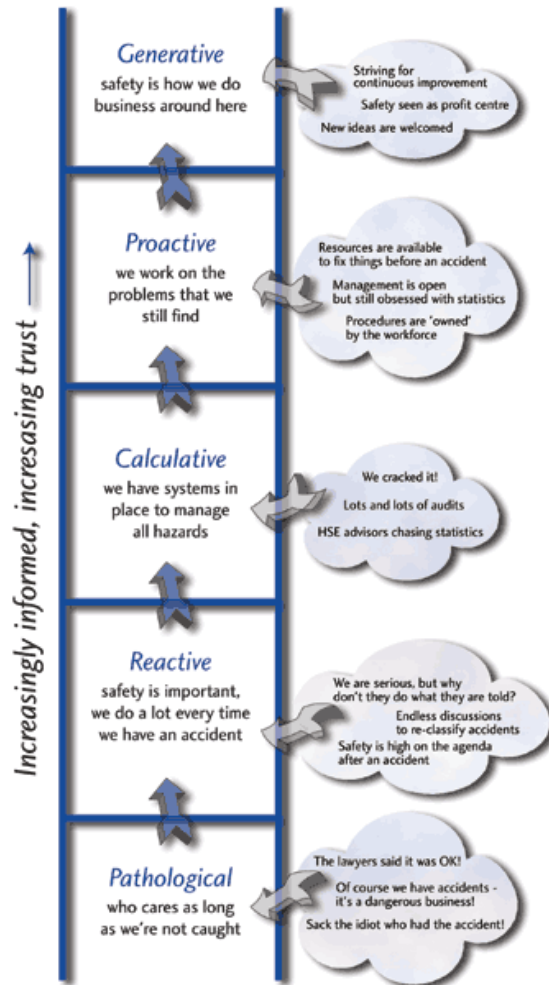 Generative
safety is how we do
business around here
Striving for
continuous improvement
Safety seen as profit centre
New ideas are welcomed
Proactive
we work on the
problems that we
still find
Resources are available
to fix things before an accident
Management is open
but still obsessed with statistics
Procedures are 'owned'
by the workforce
Calculative
we have systems in
place to manage
all hazards
We cracked it!
Lots and lots of audits
HSE advisors chasing statistics
Reactive
safety is important,
we do a lot every time
we have an accident
We are serious, but why
don't they do what they are told?
Endless discussions
to re-classify accidents
Safety is high on the agenda
after an accident
Pathological
who cares as long
as we're not caught
The lawyers said it was OK!
Of course we have accidents -
it's a dangerous business!
Sack the idiot who had the accident!
Increasingly informed, incresasing trust